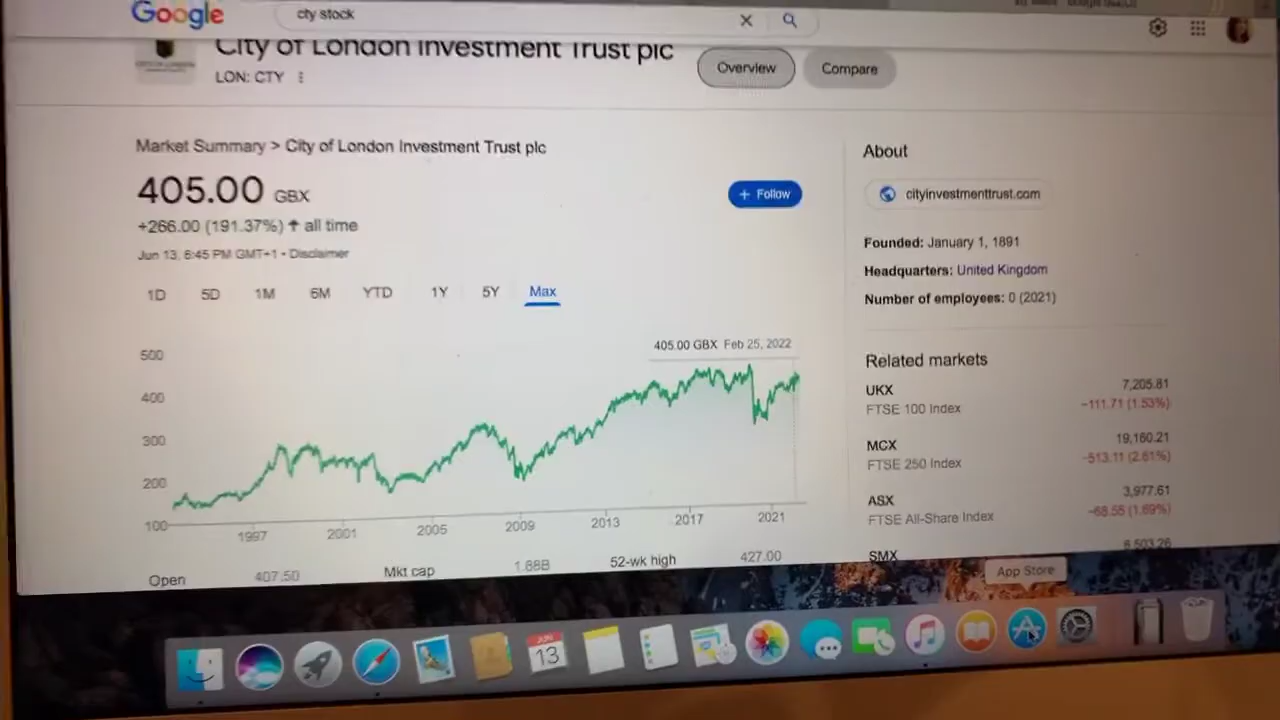 Google
cty stock
City of London Investment Trust plc
LON: CTY
Overview
Compare
Market Summary > City of London Investment Trust plc
405.00 GBX
+ Follow
+266.00 (191.37%) ↑ all time
Jun 13, 6:45 PM GMT+1 • Disclaimer
1D 5D 1M 6M YTD 1Y 5Y Max
405.00 GBX Feb 25, 2022
500
400
300
200
100
1997 2001 2005 2009 2013 2017 2021
Open 407.50 Mkt cap 1.88B 52-wk high 427.00
About
cityinvestmenttrust.com
Founded: January 1, 1891
Headquarters: United Kingdom
Number of employees: 0 (2021)
Related markets
UKX 7,205.81
FTSE 100 Index −111.71 (1.53%)
MCX 19,160.21
FTSE 250 Index −513.11 (2.61%)
ASX 3,977.61
FTSE All-Share Index −68.55 (1.69%)
SMX 6,503.26
App Store
JUN
13